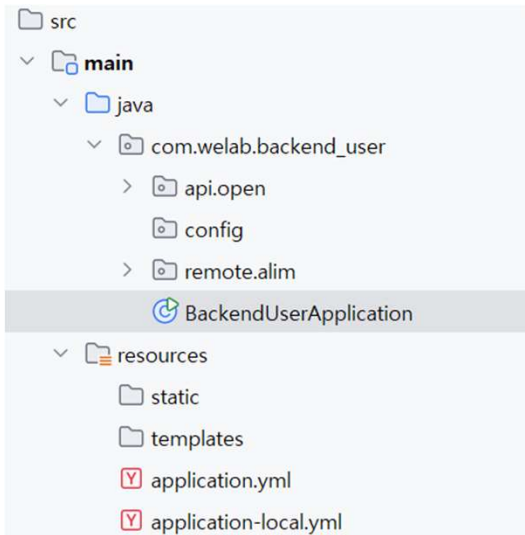 src
main
java
com.welab.backend_user
api.open
config
remote.alim
BackendUserApplication
resources
static
templates
application.yml
application-local.yml